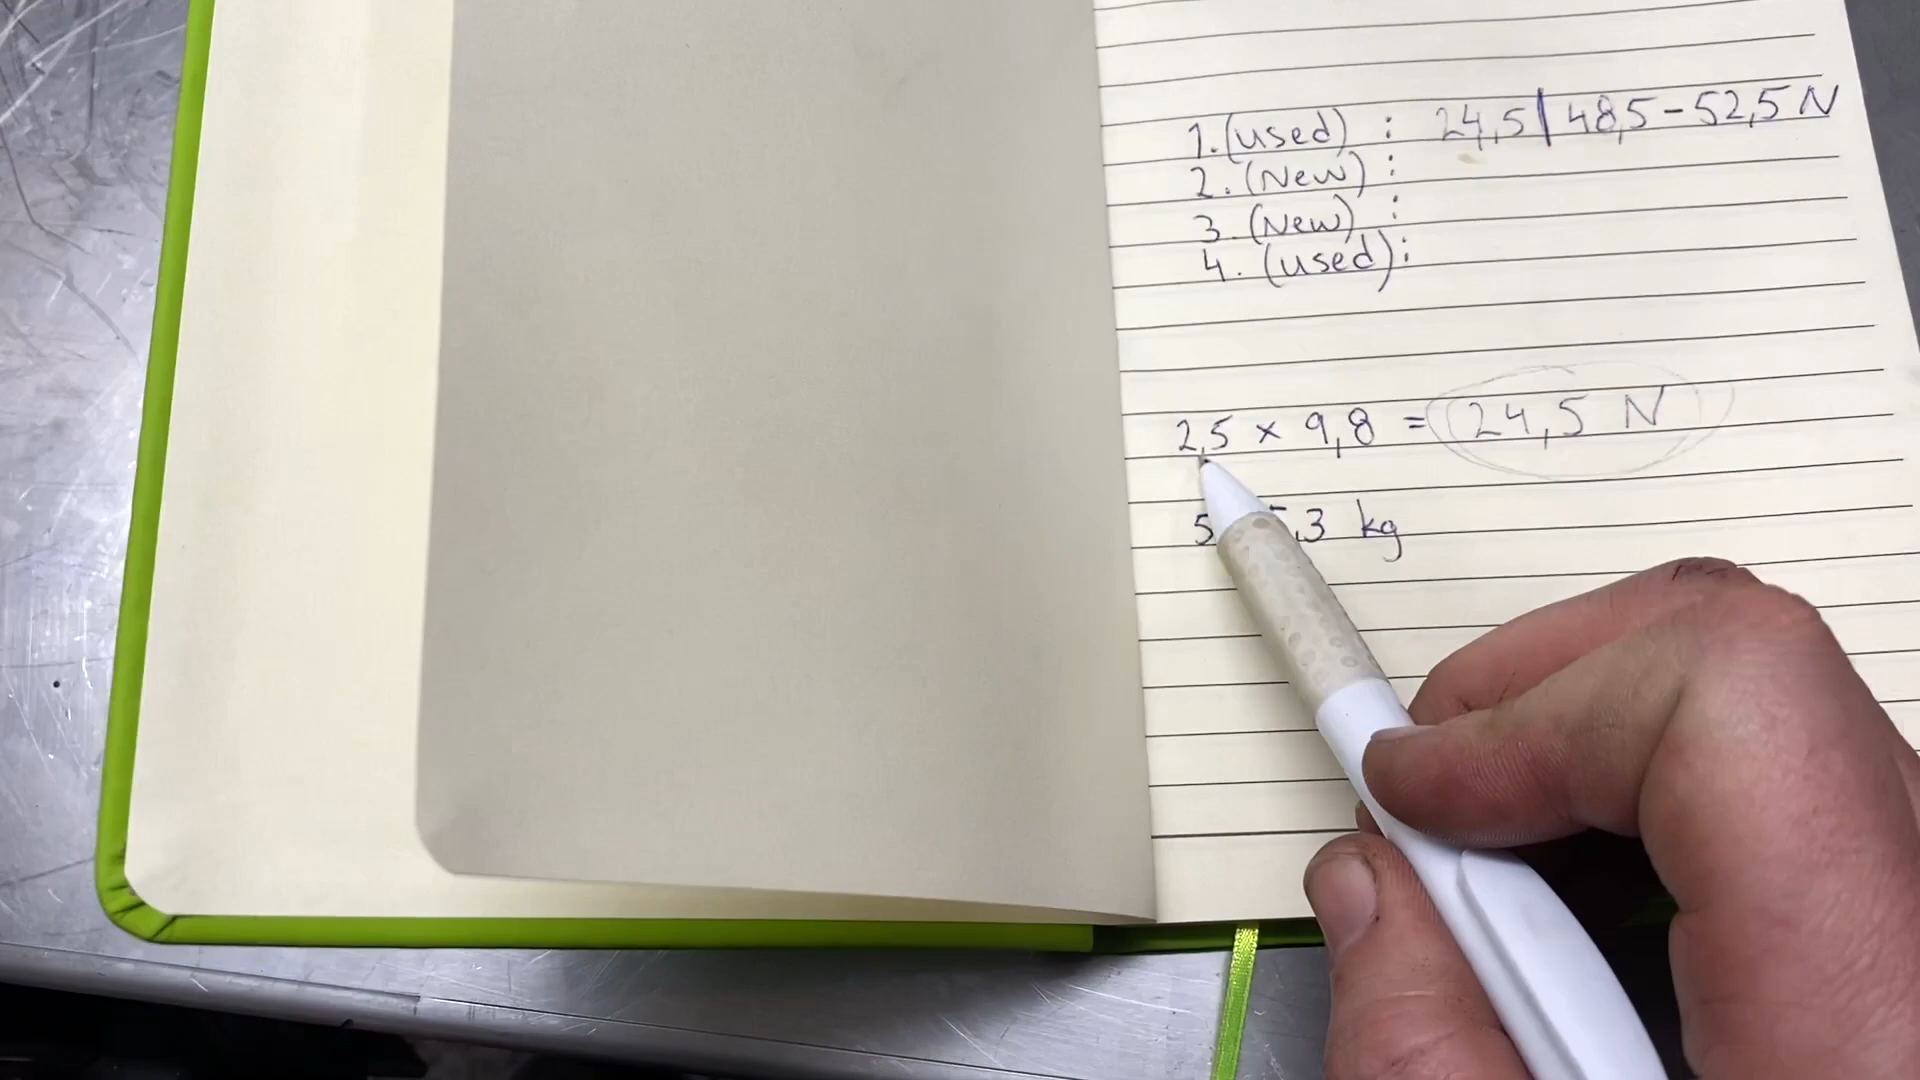 1. (used) : 24,5 | 48,5 - 52,5 N
2. (New) :
3. (New) :
4. (used) :
2,5 × 9,8 = 24,5 N
5 ,3 kg